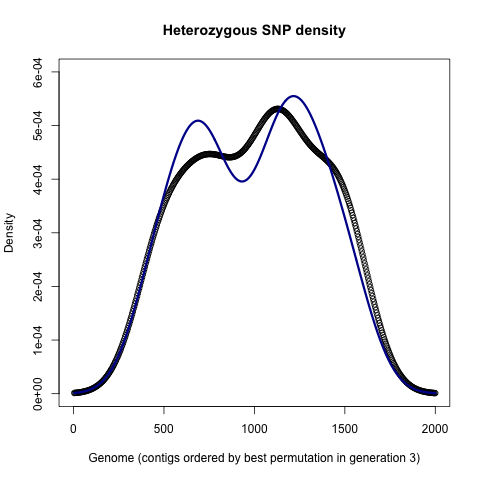 Heterozygous SNP density
Density
6e-04
5e-04
4e-04
3e-04
2e-04
1e-04
0e+00
0 500 1000 1500 2000
Genome (contigs ordered by best permutation in generation 3)